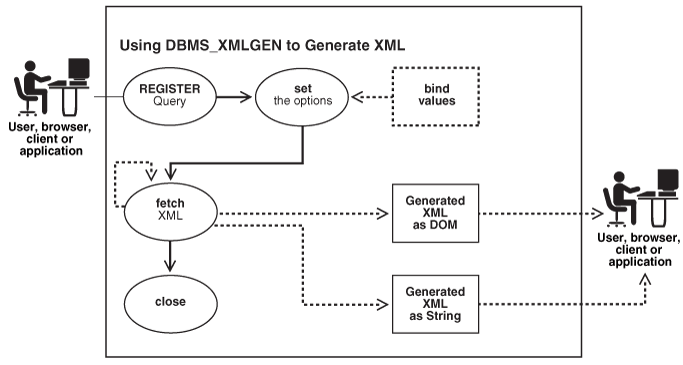 Using DBMS_XMLGEN to Generate XML
User, browser,
client or
application
REGISTER
Query
set
the options
bind
values
fetch
XML
Generated
XML
as DOM
User, browser,
client or
application
close
Generated
XML
as String